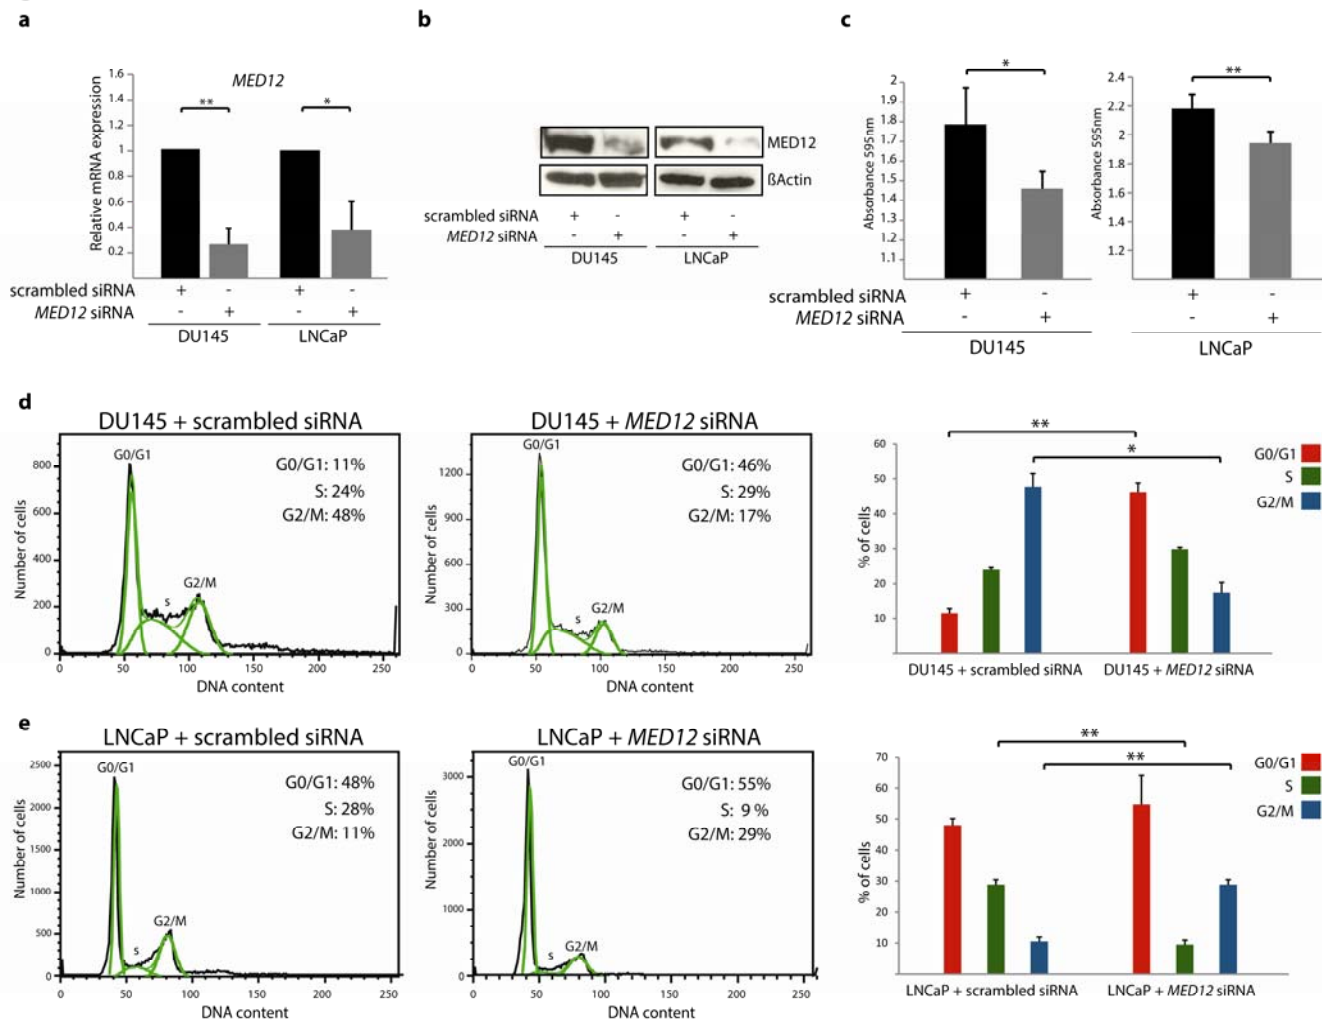 a
MED12
Relative mRNA expression
1.6
1.4
1.2
1
0.8
0.6
0.4
0.2
**
*
scrambled siRNA + - + -
MED12 siRNA - + - +
DU145 LNCaP
b
MED12
ßActin
scrambled siRNA + - + -
MED12 siRNA - + - +
DU145 LNCaP
c
Absorbance 595nm
2
1.9
1.8
1.7
1.6
1.5
1.4
1.3
1.2
1.1
*
Absorbance 595nm
2.4
2.2
2
1.8
1.6
1.4
1.2
**
scrambled siRNA + - + -
MED12 siRNA - + - +
DU145 LNCaP
d
DU145 + scrambled siRNA
Number of cells
800
600
400
200
0
G0/G1
S
G2/M
G0/G1: 11%
S: 24%
G2/M: 48%
0 50 100 150 200 250
DNA content
DU145 + MED12 siRNA
Number of cells
1200
900
600
300
0
G0/G1
S
G2/M
G0/G1: 46%
S: 29%
G2/M: 17%
0 50 100 150 200 250
DNA content
% of cells
60
50
40
30
20
10
**
*
G0/G1
S
G2/M
DU145 + scrambled siRNA DU145 + MED12 siRNA
e
LNCaP + scrambled siRNA
Number of cells
2500
2000
1500
1000
500
0
G0/G1
S
G2/M
G0/G1: 48%
S: 28%
G2/M: 11%
0 50 100 150 200 250
DNA content
LNCaP + MED12 siRNA
Number of cells
3000
2000
1000
0
G0/G1
S
G2/M
G0/G1: 55%
S: 9 %
G2/M: 29%
0 50 100 150 200 250
DNA content
% of cells
70
60
50
40
30
20
10
**
**
G0/G1
S
G2/M
LNCaP + scrambled siRNA LNCaP + MED12 siRNA